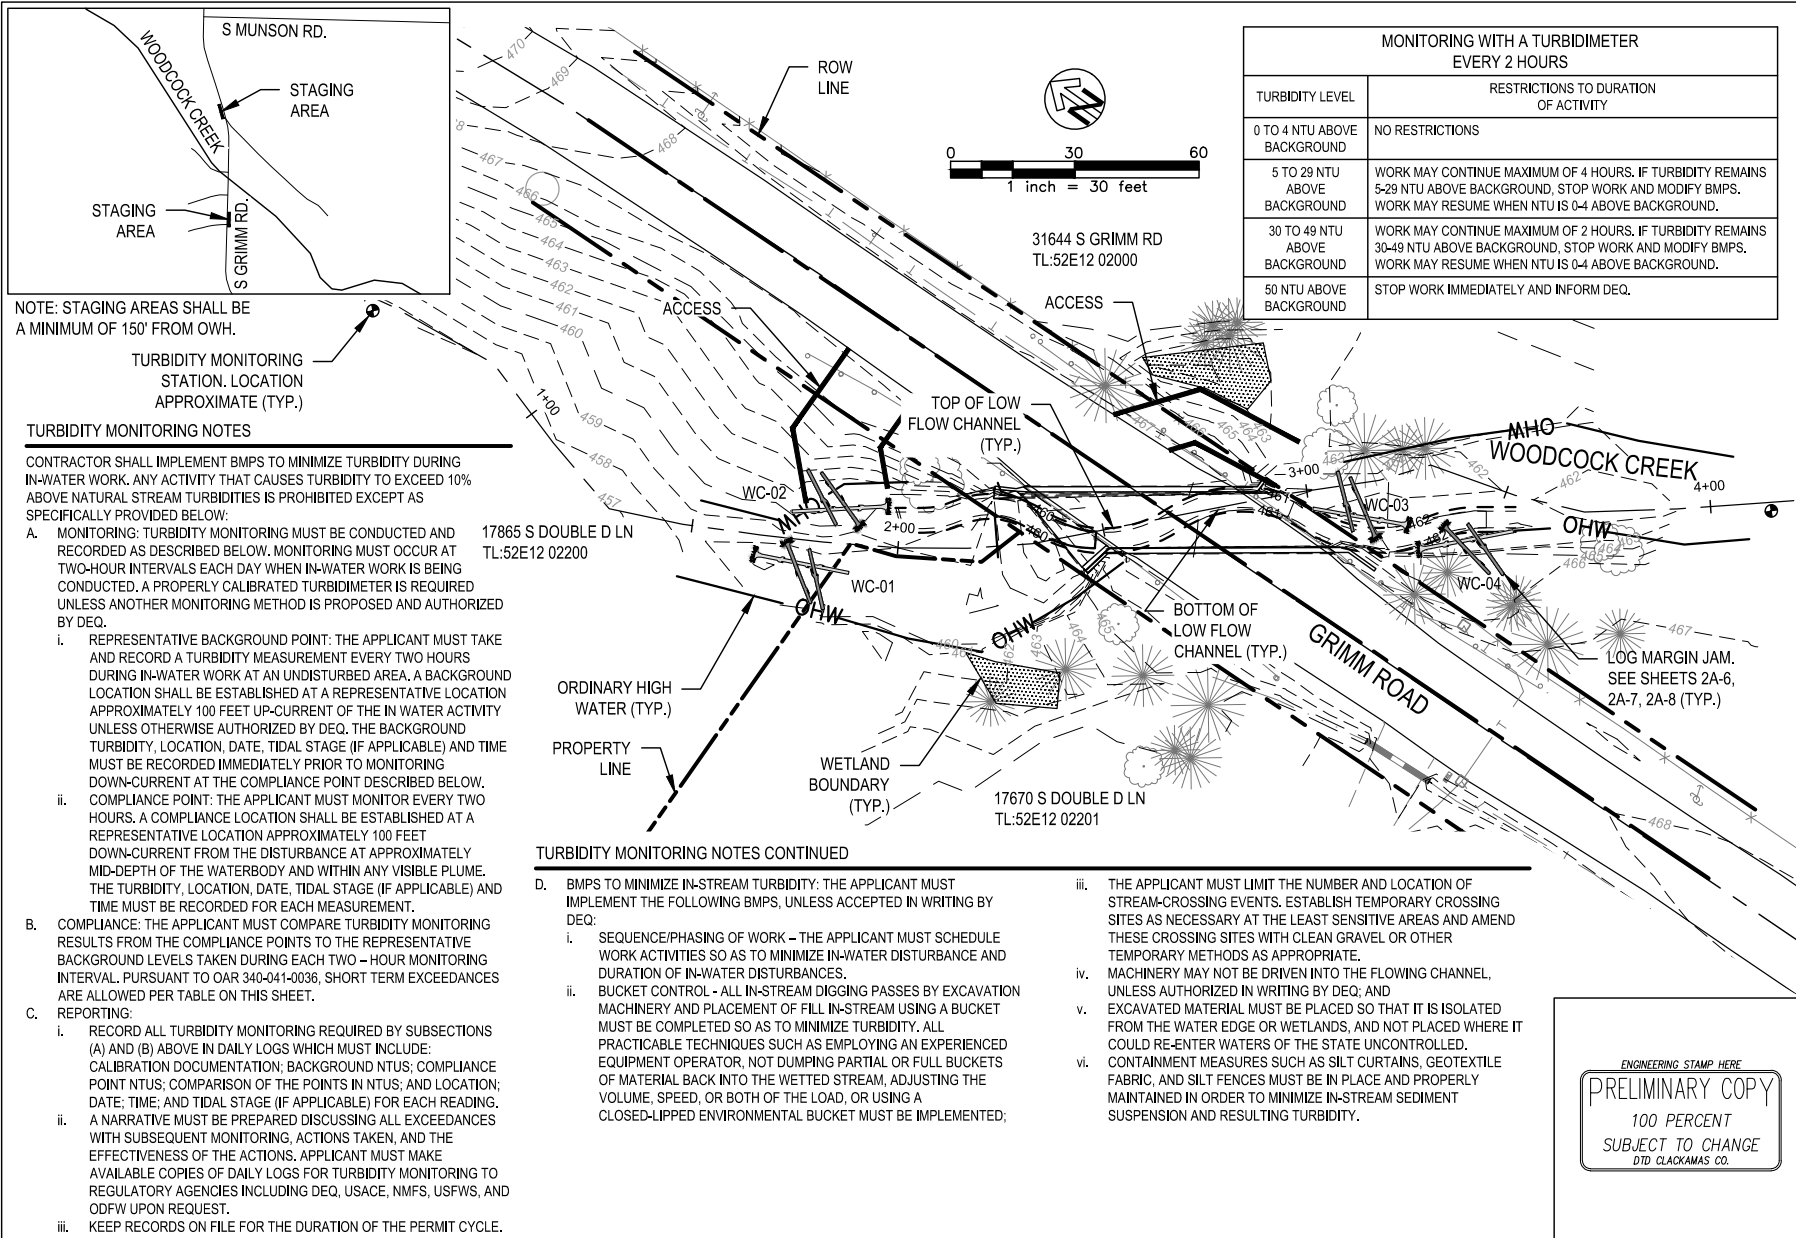 S MUNSON RD.
WOODCOCK CREEK
STAGING
AREA
STAGING
AREA
S GRIMM RD.
NOTE: STAGING AREAS SHALL BE
A MINIMUM OF 150' FROM OWH.
TURBIDITY MONITORING
STATION. LOCATION
APPROXIMATE (TYP.)
ROW
LINE
0 30 60
1 inch = 30 feet
31644 S GRIMM RD
TL:52E12 02000
ACCESS
ACCESS
MONITORING WITH A TURBIDIMETER
EVERY 2 HOURS
TURBIDITY LEVEL
RESTRICTIONS TO DURATION
OF ACTIVITY
0 TO 4 NTU ABOVE
BACKGROUND
NO RESTRICTIONS
5 TO 29 NTU
ABOVE
BACKGROUND
WORK MAY CONTINUE MAXIMUM OF 4 HOURS. IF TURBIDITY REMAINS
5-29 NTU ABOVE BACKGROUND, STOP WORK AND MODIFY BMPS.
WORK MAY RESUME WHEN NTU IS 0-4 ABOVE BACKGROUND.
30 TO 49 NTU
ABOVE
BACKGROUND
WORK MAY CONTINUE MAXIMUM OF 2 HOURS. IF TURBIDITY REMAINS
30-49 NTU ABOVE BACKGROUND, STOP WORK AND MODIFY BMPS.
WORK MAY RESUME WHEN NTU IS 0-4 ABOVE BACKGROUND.
50 NTU ABOVE
BACKGROUND
STOP WORK IMMEDIATELY AND INFORM DEQ.
470
469
468
467
466
465
464
463
462
461
460
459
458
457
1+00
2+00
3+00
4+00
TOP OF LOW
FLOW CHANNEL
(TYP.)
WC-02
WC-01
WC-03
WC-04
OHW
WOODCOCK CREEK
OHW
OHW
OHW
17865 S DOUBLE D LN
TL:52E12 02200
BOTTOM OF
LOW FLOW
CHANNEL (TYP.)
GRIMM ROAD
LOG MARGIN JAM.
SEE SHEETS 2A-6,
2A-7, 2A-8 (TYP.)
ORDINARY HIGH
WATER (TYP.)
PROPERTY
LINE
WETLAND
BOUNDARY
(TYP.)
17670 S DOUBLE D LN
TL:52E12 02201
467
468
TURBIDITY MONITORING NOTES
CONTRACTOR SHALL IMPLEMENT BMPS TO MINIMIZE TURBIDITY DURING
IN-WATER WORK. ANY ACTIVITY THAT CAUSES TURBIDITY TO EXCEED 10%
ABOVE NATURAL STREAM TURBIDITIES IS PROHIBITED EXCEPT AS
SPECIFICALLY PROVIDED BELOW:
A. MONITORING: TURBIDITY MONITORING MUST BE CONDUCTED AND
RECORDED AS DESCRIBED BELOW. MONITORING MUST OCCUR AT
TWO-HOUR INTERVALS EACH DAY WHEN IN-WATER WORK IS BEING
CONDUCTED. A PROPERLY CALIBRATED TURBIDIMETER IS REQUIRED
UNLESS ANOTHER MONITORING METHOD IS PROPOSED AND AUTHORIZED
BY DEQ.
i. REPRESENTATIVE BACKGROUND POINT: THE APPLICANT MUST TAKE
AND RECORD A TURBIDITY MEASUREMENT EVERY TWO HOURS
DURING IN-WATER WORK AT AN UNDISTURBED AREA. A BACKGROUND
LOCATION SHALL BE ESTABLISHED AT A REPRESENTATIVE LOCATION
APPROXIMATELY 100 FEET UP-CURRENT OF THE IN WATER ACTIVITY
UNLESS OTHERWISE AUTHORIZED BY DEQ. THE BACKGROUND
TURBIDITY, LOCATION, DATE, TIDAL STAGE (IF APPLICABLE) AND TIME
MUST BE RECORDED IMMEDIATELY PRIOR TO MONITORING
DOWN-CURRENT AT THE COMPLIANCE POINT DESCRIBED BELOW.
ii. COMPLIANCE POINT: THE APPLICANT MUST MONITOR EVERY TWO
HOURS. A COMPLIANCE LOCATION SHALL BE ESTABLISHED AT A
REPRESENTATIVE LOCATION APPROXIMATELY 100 FEET
DOWN-CURRENT FROM THE DISTURBANCE AT APPROXIMATELY
MID-DEPTH OF THE WATERBODY AND WITHIN ANY VISIBLE PLUME.
THE TURBIDITY, LOCATION, DATE, TIDAL STAGE (IF APPLICABLE) AND
TIME MUST BE RECORDED FOR EACH MEASUREMENT.
B. COMPLIANCE: THE APPLICANT MUST COMPARE TURBIDITY MONITORING
RESULTS FROM THE COMPLIANCE POINTS TO THE REPRESENTATIVE
BACKGROUND LEVELS TAKEN DURING EACH TWO – HOUR MONITORING
INTERVAL. PURSUANT TO OAR 340-041-0036, SHORT TERM EXCEEDANCES
ARE ALLOWED PER TABLE ON THIS SHEET.
C. REPORTING:
i. RECORD ALL TURBIDITY MONITORING REQUIRED BY SUBSECTIONS
(A) AND (B) ABOVE IN DAILY LOGS WHICH MUST INCLUDE:
CALIBRATION DOCUMENTATION; BACKGROUND NTUS; COMPLIANCE
POINT NTUS; COMPARISON OF THE POINTS IN NTUS; AND LOCATION;
DATE; TIME; AND TIDAL STAGE (IF APPLICABLE) FOR EACH READING.
ii. A NARRATIVE MUST BE PREPARED DISCUSSING ALL EXCEEDANCES
WITH SUBSEQUENT MONITORING, ACTIONS TAKEN, AND THE
EFFECTIVENESS OF THE ACTIONS. APPLICANT MUST MAKE
AVAILABLE COPIES OF DAILY LOGS FOR TURBIDITY MONITORING TO
REGULATORY AGENCIES INCLUDING DEQ, USACE, NMFS, USFWS, AND
ODFW UPON REQUEST.
iii. KEEP RECORDS ON FILE FOR THE DURATION OF THE PERMIT CYCLE.
TURBIDITY MONITORING NOTES CONTINUED
D. BMPS TO MINIMIZE IN-STREAM TURBIDITY: THE APPLICANT MUST
IMPLEMENT THE FOLLOWING BMPS, UNLESS ACCEPTED IN WRITING BY
DEQ:
i. SEQUENCE/PHASING OF WORK – THE APPLICANT MUST SCHEDULE
WORK ACTIVITIES SO AS TO MINIMIZE IN-WATER DISTURBANCE AND
DURATION OF IN-WATER DISTURBANCES.
ii. BUCKET CONTROL - ALL IN-STREAM DIGGING PASSES BY EXCAVATION
MACHINERY AND PLACEMENT OF FILL IN-STREAM USING A BUCKET
MUST BE COMPLETED SO AS TO MINIMIZE TURBIDITY. ALL
PRACTICABLE TECHNIQUES SUCH AS EMPLOYING AN EXPERIENCED
EQUIPMENT OPERATOR, NOT DUMPING PARTIAL OR FULL BUCKETS
OF MATERIAL BACK INTO THE WETTED STREAM, ADJUSTING THE
VOLUME, SPEED, OR BOTH OF THE LOAD, OR USING A
CLOSED-LIPPED ENVIRONMENTAL BUCKET MUST BE IMPLEMENTED;
iii. THE APPLICANT MUST LIMIT THE NUMBER AND LOCATION OF
STREAM-CROSSING EVENTS. ESTABLISH TEMPORARY CROSSING
SITES AS NECESSARY AT THE LEAST SENSITIVE AREAS AND AMEND
THESE CROSSING SITES WITH CLEAN GRAVEL OR OTHER
TEMPORARY METHODS AS APPROPRIATE.
iv. MACHINERY MAY NOT BE DRIVEN INTO THE FLOWING CHANNEL,
UNLESS AUTHORIZED IN WRITING BY DEQ; AND
v. EXCAVATED MATERIAL MUST BE PLACED SO THAT IT IS ISOLATED
FROM THE WATER EDGE OR WETLANDS, AND NOT PLACED WHERE IT
COULD RE-ENTER WATERS OF THE STATE UNCONTROLLED.
vi. CONTAINMENT MEASURES SUCH AS SILT CURTAINS, GEOTEXTILE
FABRIC, AND SILT FENCES MUST BE IN PLACE AND PROPERLY
MAINTAINED IN ORDER TO MINIMIZE IN-STREAM SEDIMENT
SUSPENSION AND RESULTING TURBIDITY.
ENGINEERING STAMP HERE
PRELIMINARY COPY
100 PERCENT
SUBJECT TO CHANGE
DTD CLACKAMAS CO.